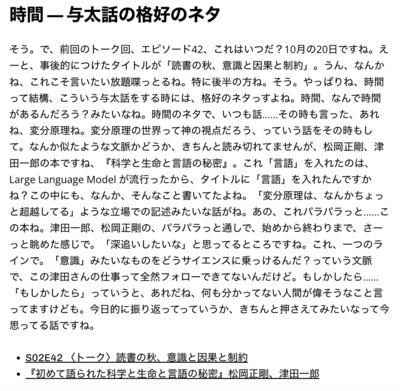 時間 — 与太話の格好のネタ
そう。で、前回のトーク回、エピソード42、これはいつだ？10月の20日ですね。え
ーと、事後的につけたタイトルが「読書の秋、意識と因果と制約」。うん、なんか
ね、これこそ言いたい放題喋っとるね。特に後半の方ね。そう。やっぱりね、時間
って結構、こういう与太話をする時には、格好のネタっすよね。時間、なんで時間
があるんだろう？みたいなね。時間のネタで、いつも話……その時も言った、あれ
ね、変分原理ね。変分原理の世界って神の視点だろう、っていう話をその時もし
て。なんか似たような文脈かどうか、きちんと読み切れてませんが、松岡正剛、津
田一郎の本ですね、『科学と生命と言語の秘密』。これ「言語」を入れたのは、
Large Language Model が流行ったから、タイトルに「言語」を入れたんですか
ね？この中にも、なんか、そんなこと書いてたよね。「変分原理は、なんかちょっ
と超越してる」ような立場での記述みたいな話がね。あの、これパラパラっと……こ
の本ね。津田一郎、松岡正剛の、パラパラっと通しで、始めから終わりまで、さー
っと眺めた感じで。「深追いしたいな」と思ってるところですね。これ、一つのラ
インで。「意識」みたいなものをどうサイエンスに乗っけるんだ？っていう文脈
で、この津田さんの仕事って全然フォローできてないんだけど。もしかしたら……
「もしかしたら」っていうと、あれだね、何も分かってない人間が偉そうなこと言
ってますけども。今日的に振り返ってっていうか、きちんと押さえてみたいなって今
思ってる話ですね。
• S02E42 〈トーク〉読書の秋、意識と因果と制約
• 『初めて語られた科学と生命と言語の秘密』松岡正剛、津田一郎